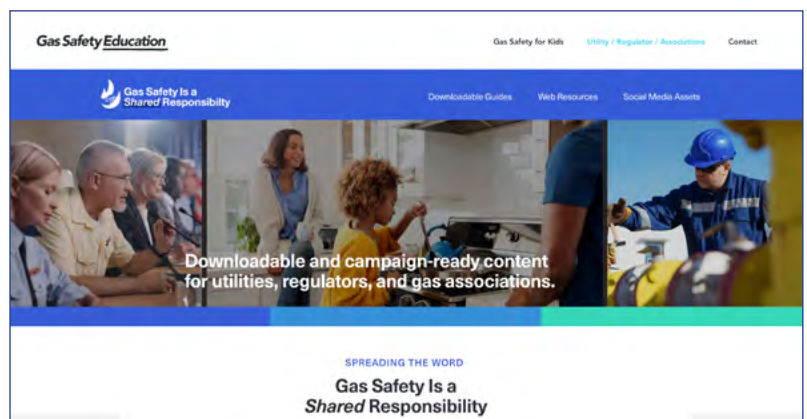 Gas Safety Education
Gas Safety for Kids
Utility / Regulator / Associations
Contact
Gas Safety Is a
Shared Responsibilty
Downloadable Guides
Web Resources
Social Media Assets
Downloadable and campaign-ready content
for utilities, regulators, and gas associations.
SPREADING THE WORD
Gas Safety Is a
Shared Responsibility